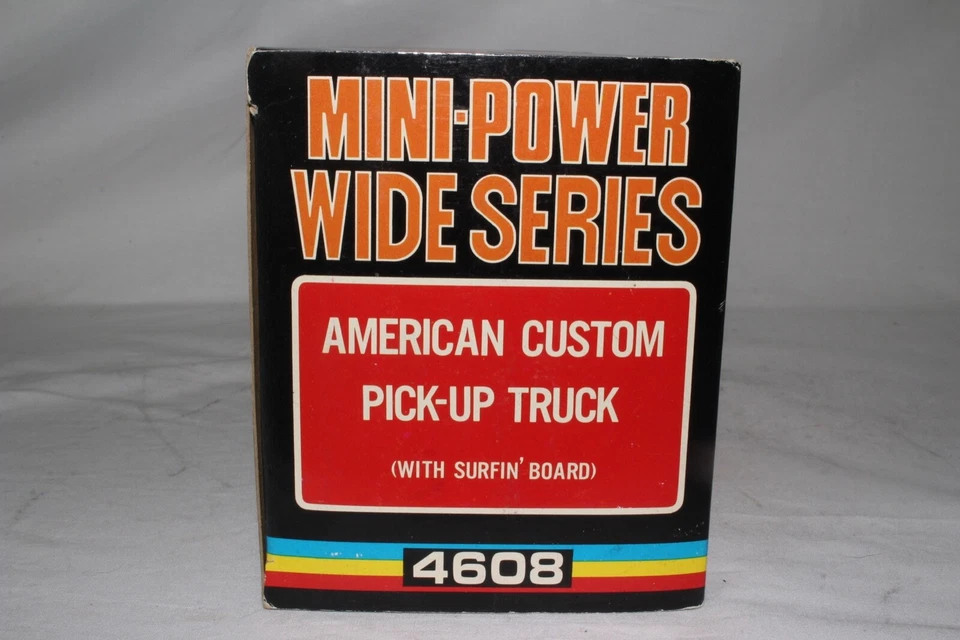 MINI-POWER
WIDE SERIES
AMERICAN CUSTOM
PICK-UP TRUCK
(WITH SURFIN' BOARD)
4608